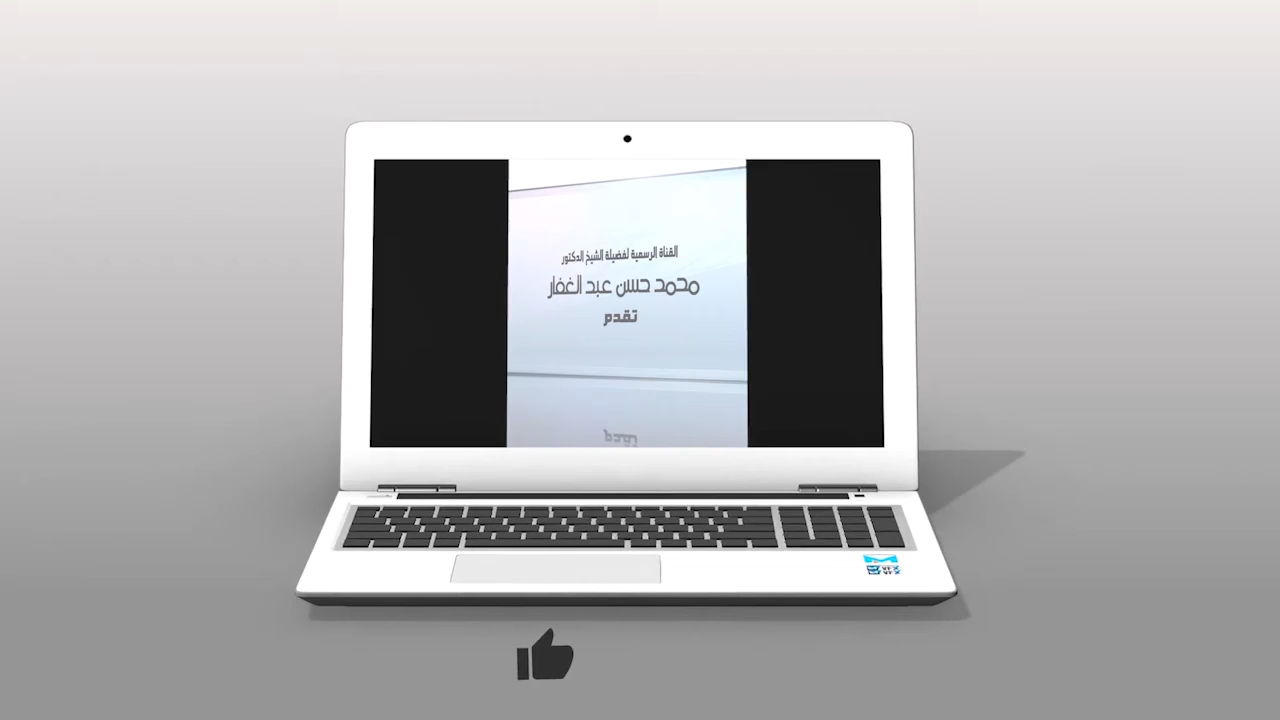 القناة الرسمية لفضيلة الشيخ الدكتور
محمد حسن عبد الغفار
تقدم